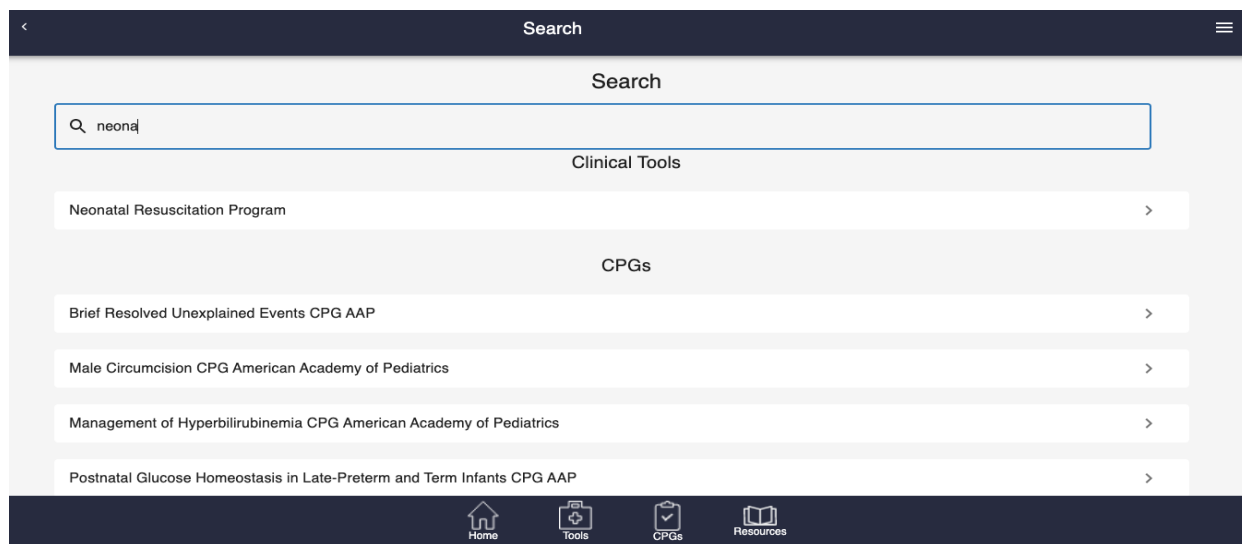 Search
Search
neona
Clinical Tools
Neonatal Resuscitation Program
CPGs
Brief Resolved Unexplained Events CPG AAP
Male Circumcision CPG American Academy of Pediatrics
Management of Hyperbilirubinemia CPG American Academy of Pediatrics
Postnatal Glucose Homeostasis in Late-Preterm and Term Infants CPG AAP
Home Tools CPGs Resources